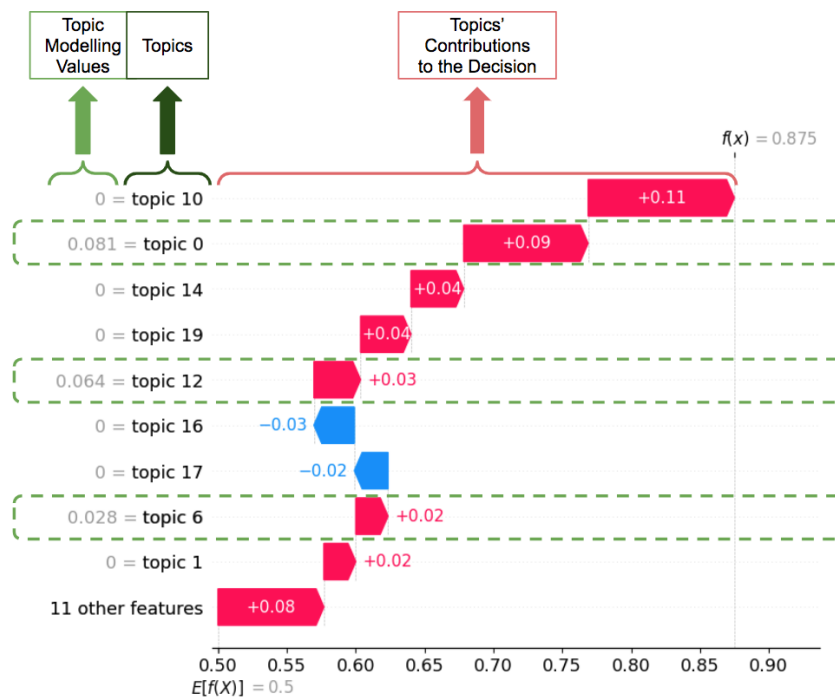 Topic
Modelling
Values
Topics
Topics'
Contributions
to the Decision
f(x) = 0.875
0 = topic 10
+0.11
0.081 = topic 0
+0.09
0 = topic 14
+0.04
0 = topic 19
+0.04
0.064 = topic 12
+0.03
0 = topic 16
−0.03
0 = topic 17
−0.02
0.028 = topic 6
+0.02
0 = topic 1
+0.02
11 other features
+0.08
0.50 0.55 0.60 0.65 0.70 0.75 0.80 0.85 0.90
E[f(X)] = 0.5